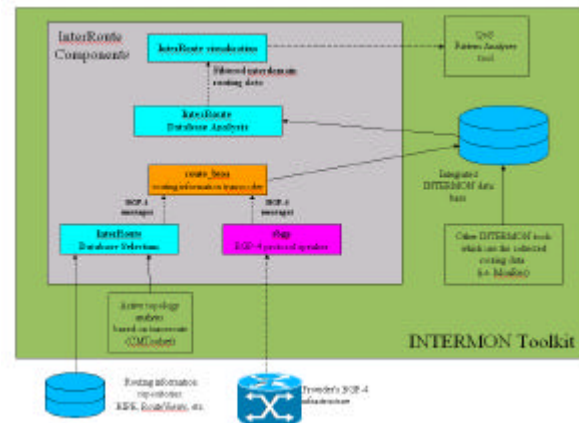 InterRoute
Components
InterRoute visualization
QoS
Pattern Analyser
tool
Filtered interdomain
routing data
InterRoute
Database Analysis
route_btoa
routing information transcoder
Integrated
INTERMON data
base
BGP-4
messages
BGP-4
messages
InterRoute
Database Selection
sbgp
BGP-4 protocol speaker
Other INTERMON tools
which use the collected
routing data
Active topology
analysis
based on traceroute
INTERMON Toolkit
Routing information
repositories:
RIPE, RouteViews, etc.
Provider's BGP-4
infrastructure